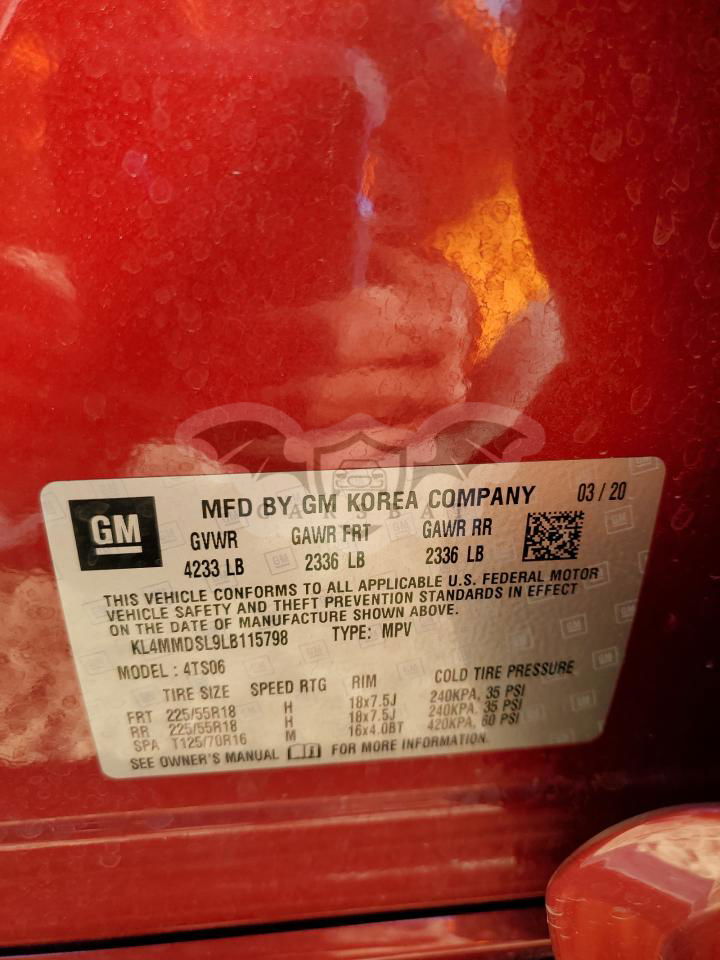 GM
MFD BY GM KOREA COMPANY 03/20
GVWR GAWR FRT GAWR RR
4233 LB 2336 LB 2336 LB
THIS VEHICLE CONFORMS TO ALL APPLICABLE U.S. FEDERAL MOTOR
VEHICLE SAFETY AND THEFT PREVENTION STANDARDS IN EFFECT
ON THE DATE OF MANUFACTURE SHOWN ABOVE.
KL4MMDSL9LB115798 TYPE: MPV
MODEL : 4TS06
TIRE SIZE SPEED RTG RIM COLD TIRE PRESSURE
FRT 225/55R18 H 18x7.5J 240KPA, 35 PSI
RR 225/55R18 H 18x7.5J 240KPA, 35 PSI
SPA T125/70R16 M 16x4.0BT 420KPA, 60 PSI
SEE OWNER'S MANUAL FOR MORE INFORMATION.